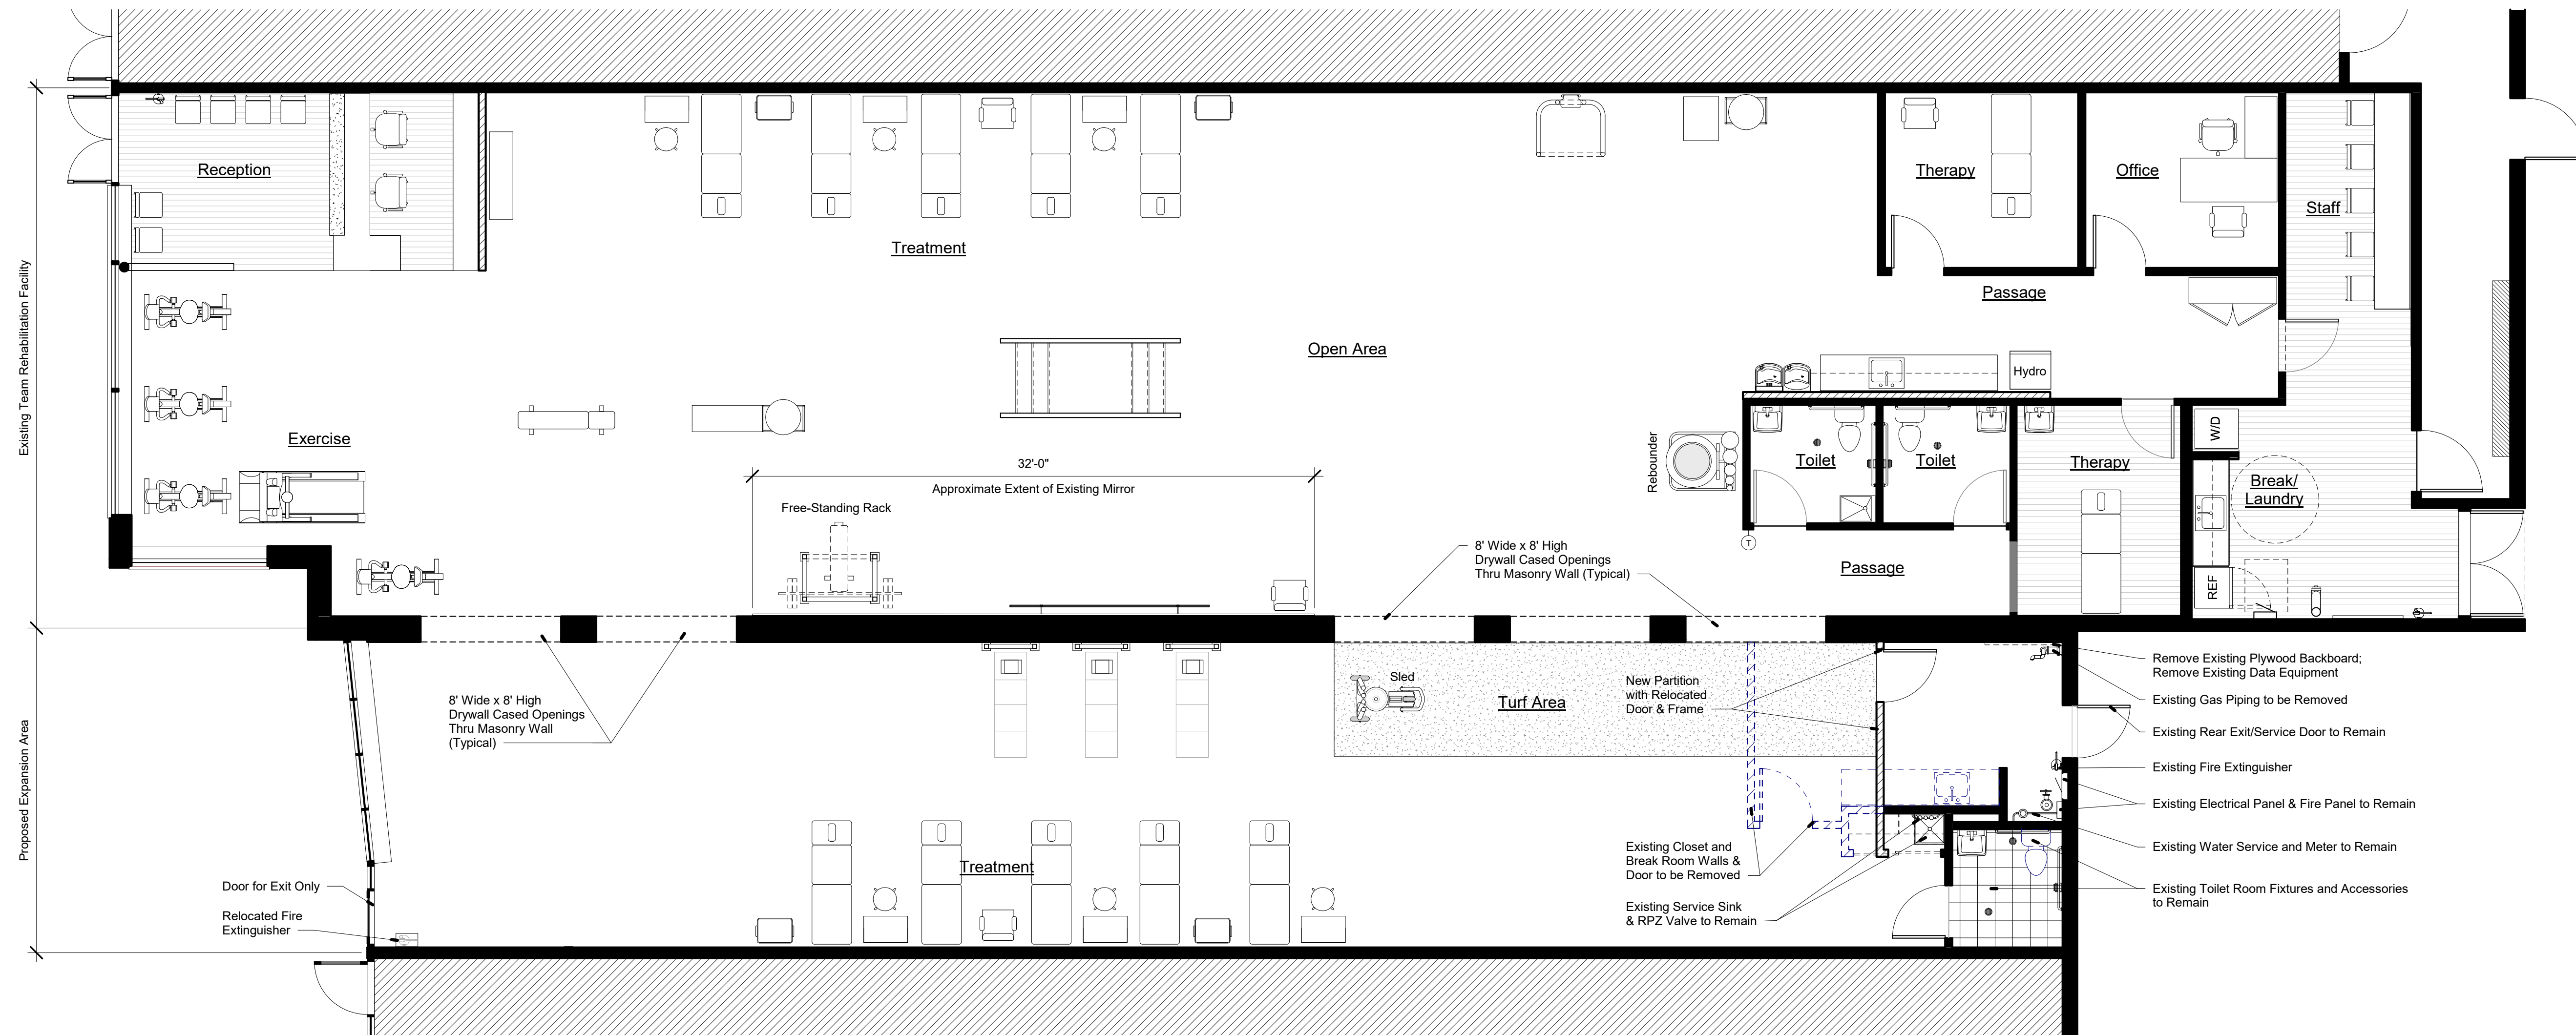 Existing Team Rehabilitation Facility
Proposed Expansion Area
Reception
Treatment
Therapy
Office
Staff
Passage
Open Area
Hydro
Exercise
32'-0"
Approximate Extent of Existing Mirror
Free-Standing Rack
Rebounder
Toilet
Toilet
Therapy
W/D
Break/
Laundry
REF
T
8' Wide x 8' High
Drywall Cased Openings
Thru Masonry Wall (Typical)
Passage
8' Wide x 8' High
Drywall Cased Openings
Thru Masonry Wall
(Typical)
Sled
Turf Area
New Partition
with Relocated
Door & Frame
Remove Existing Plywood Backboard;
Remove Existing Data Equipment
Existing Gas Piping to be Removed
Existing Rear Exit/Service Door to Remain
Existing Fire Extinguisher
Existing Electrical Panel & Fire Panel to Remain
Existing Water Service and Meter to Remain
Existing Toilet Room Fixtures and Accessories
to Remain
Existing Closet and
Break Room Walls &
Door to be Removed
Existing Service Sink
& RPZ Valve to Remain
Treatment
Door for Exit Only
Relocated Fire
Extinguisher